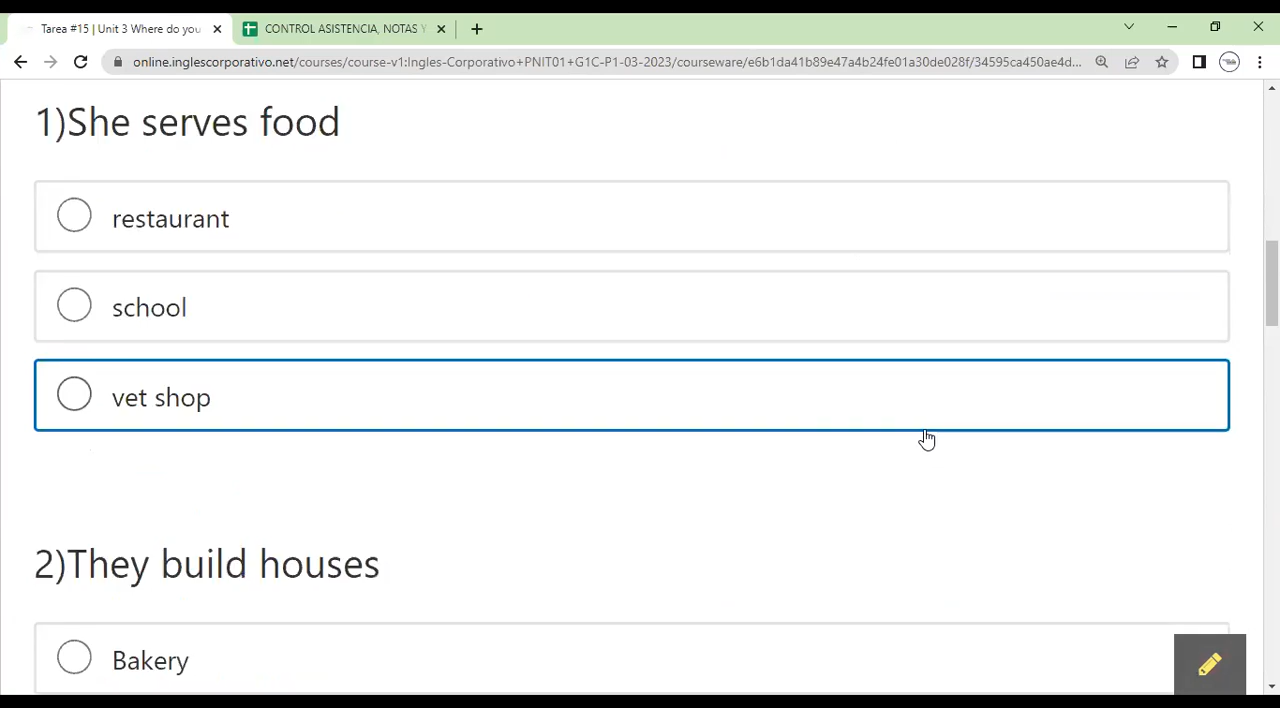 Tarea #15 | Unit 3 Where do you
CONTROL ASISTENCIA, NOTAS Y
online.inglescorporativo.net/courses/course-v1:Ingles-Corporativo+PNIT01+G1C-P1-03-2023/courseware/e6b1da41b89e47a4b24fe01a30de028f/34595ca450ae4d...
1)She serves food
restaurant
school
vet shop
2)They build houses
Bakery